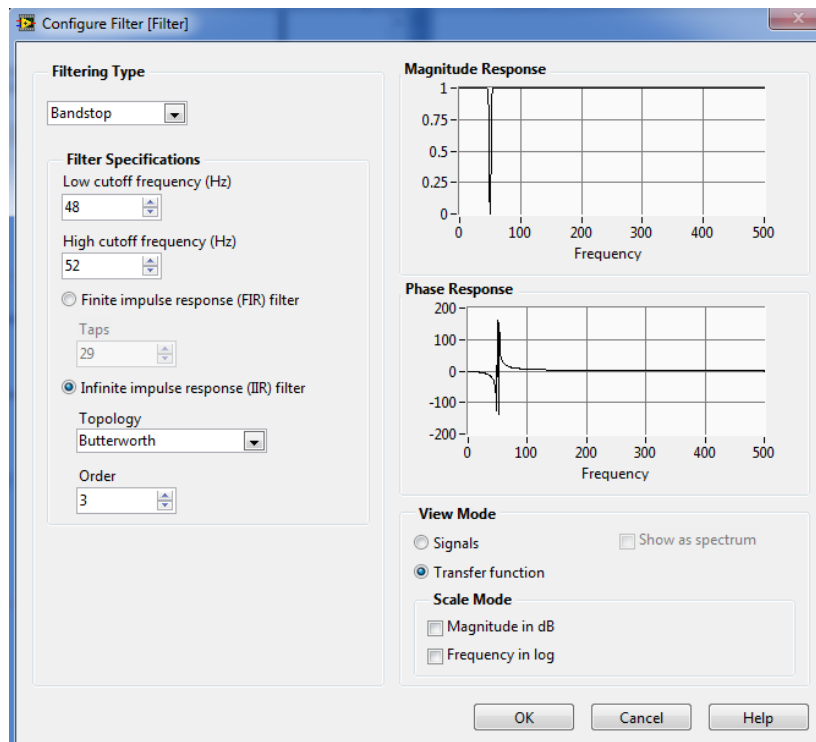 Configure Filter [Filter]
Filtering Type
Bandstop
Filter Specifications
Low cutoff frequency (Hz)
48
High cutoff frequency (Hz)
52
Finite impulse response (FIR) filter
Taps
29
Infinite impulse response (IIR) filter
Topology
Butterworth
Order
3
Magnitude Response
1
0.75
0.5
0.25
0
0 100 200 300 400 500
Frequency
Phase Response
200
100
0
-100
-200
0 100 200 300 400 500
Frequency
View Mode
Signals
Show as spectrum
Transfer function
Scale Mode
Magnitude in dB
Frequency in log
OK Cancel Help